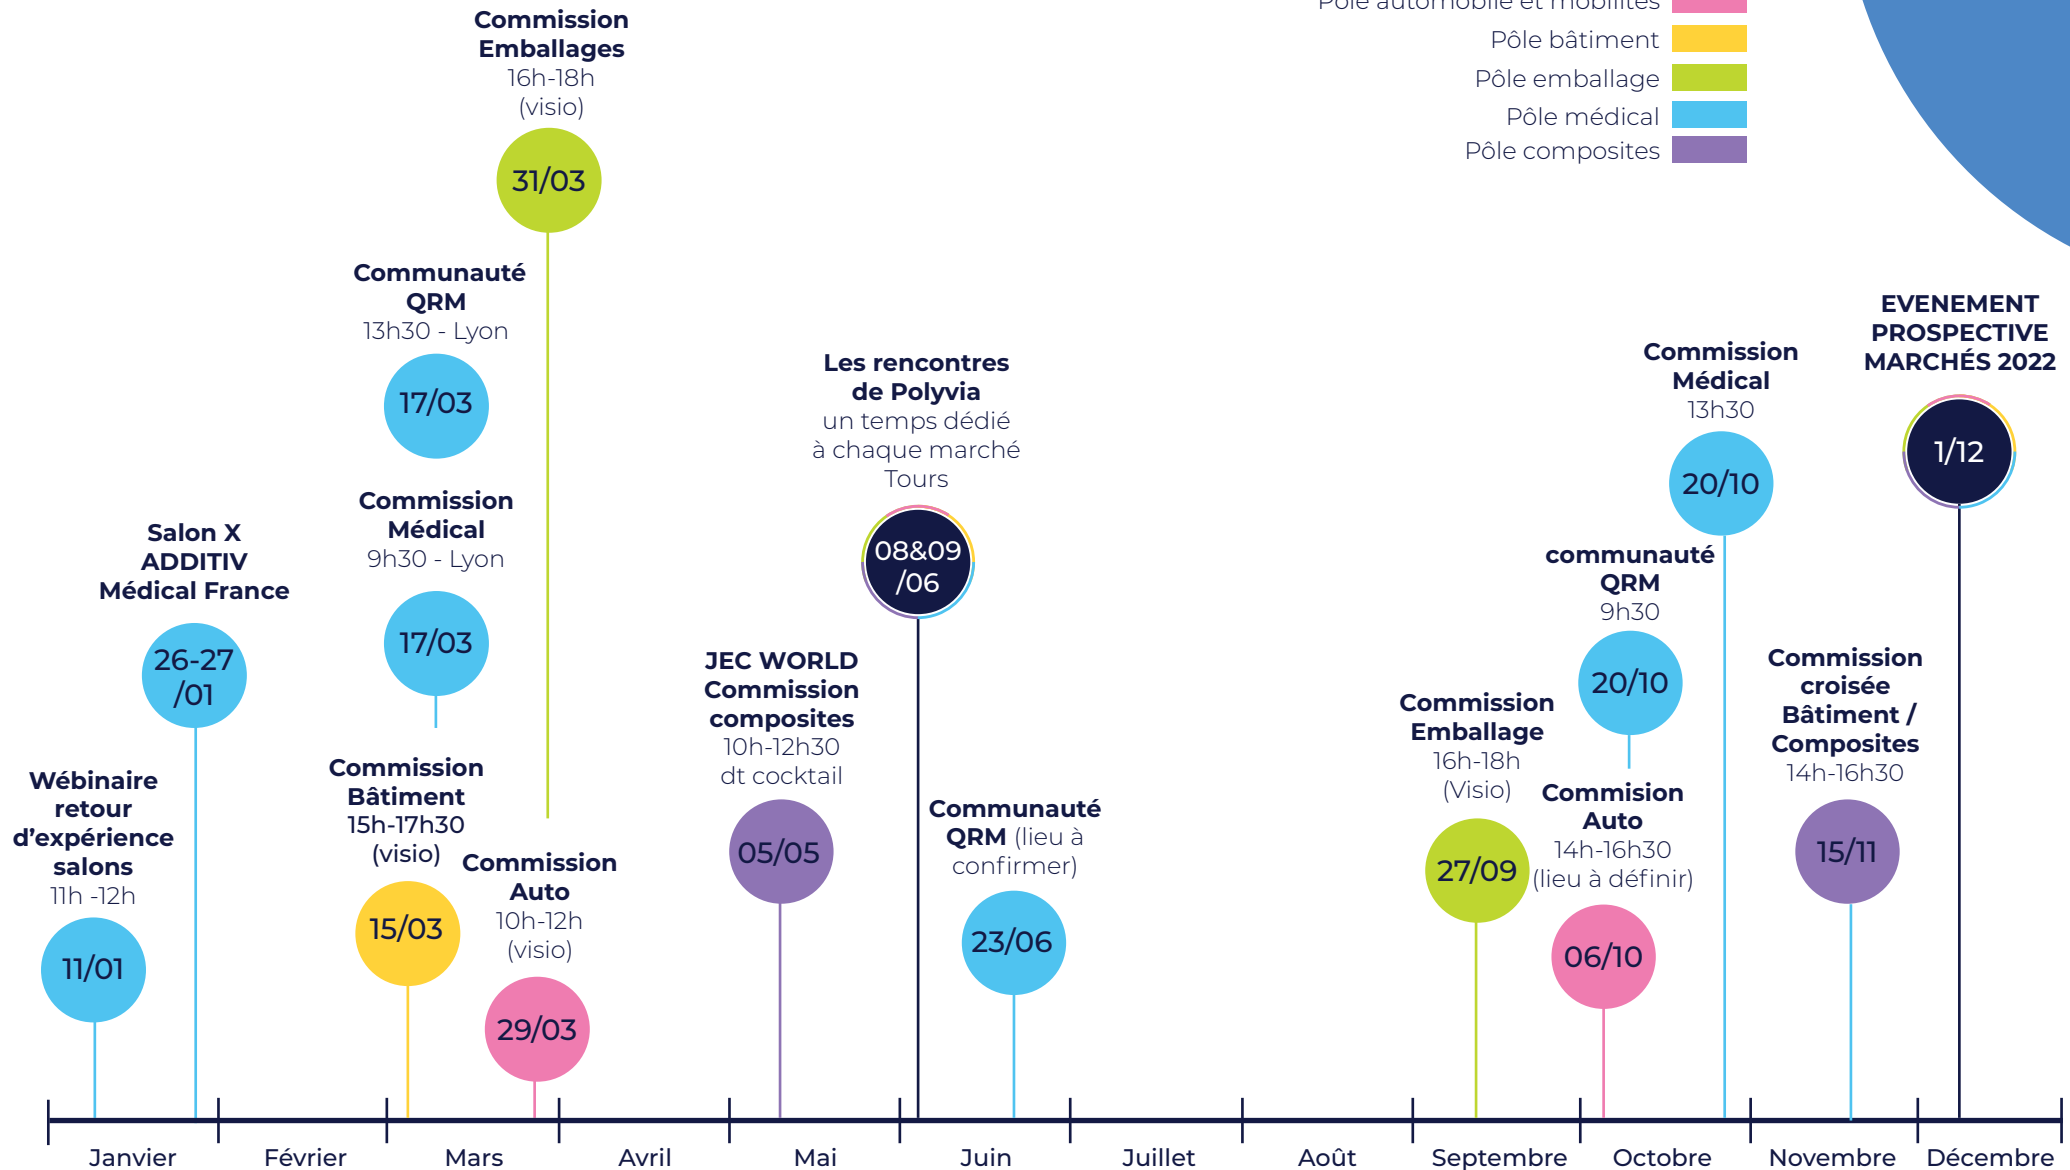 Pôle automobile et mobilités
Pôle bâtiment
Pôle emballage
Pôle médical
Pôle composites
Commission
Emballages
16h-18h
(visio)
31/03
Communauté
QRM
13h30 - Lyon
17/03
Commission
Médical
9h30 - Lyon
17/03
Salon X
ADDITIV
Médical France
26-27
/01
Wébinaire
retour
d’expérience
salons
11h -12h
11/01
Commission
Bâtiment
15h-17h30
(visio)
15/03
Commission
Auto
10h-12h
(visio)
29/03
Les rencontres
de Polyvia
un temps dédié
à chaque marché
Tours
08&09
/06
JEC WORLD
Commission
composites
10h-12h30
dt cocktail
05/05
Communauté
QRM (lieu à
confirmer)
23/06
Commission
Emballage
16h-18h
(Visio)
27/09
Commision
Auto
14h-16h30
(lieu à définir)
06/10
communauté
QRM
9h30
20/10
Commission
Médical
13h30
20/10
Commission
croisée
Bâtiment /
Composites
14h-16h30
15/11
EVENEMENT
PROSPECTIVE
MARCHÉS 2022
1/12
Janvier
Février
Mars
Avril
Mai
Juin
Juillet
Août
Septembre
Octobre
Novembre
Décembre